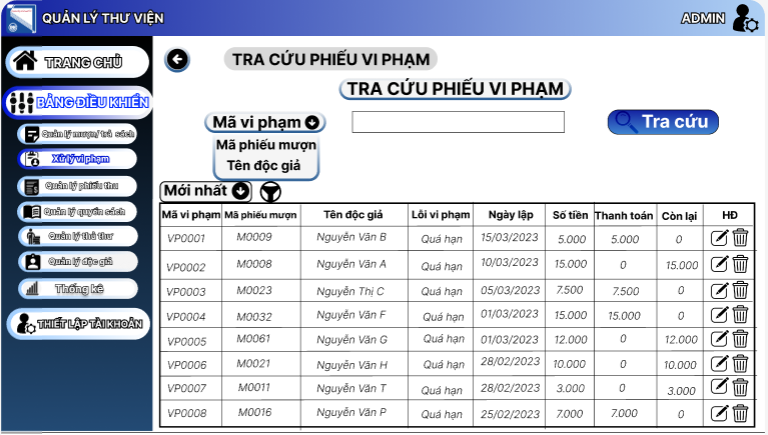 QUẢN LÝ THƯ VIỆN
ADMIN
TRANG CHỦ
BẢNG ĐIỀU KHIỂN
Quản lý mượn/ trả sách
Xử lý vi phạm
Quản lý phiếu thu
Quản lý quyển sách
Quản lý thủ thư
Quản lý độc giả
Thống kê
THIẾT LẬP TÀI KHOẢN
TRA CỨU PHIẾU VI PHẠM
TRA CỨU PHIẾU VI PHẠM
Mã vi phạm
Tra cứu
Mã phiếu mượn
Tên độc giả
Mới nhất
Mã vi phạm Mã phiếu mượn Tên độc giả Lỗi vi phạm Ngày lập Số tiền Thanh toán Còn lại HĐ
VP0001 M0009 Nguyễn Văn B Quá hạn 15/03/2023 5.000 5.000 0
VP0002 M0008 Nguyễn Văn A Quá hạn 10/03/2023 15.000 0 15.000
VP0003 M0023 Nguyễn Thị C Quá hạn 05/03/2023 7.500 7.500 0
VP0004 M0032 Nguyễn Văn F Quá hạn 01/03/2023 15.000 15.000 0
VP0005 M0061 Nguyễn Văn G Quá hạn 01/03/2023 12.000 0 12.000
VP0006 M0021 Nguyễn Văn H Quá hạn 28/02/2023 10.000 0 10.000
VP0007 M0011 Nguyễn Văn T Quá hạn 28/02/2023 3.000 0 3.000
VP0008 M0016 Nguyễn Văn P Quá hạn 25/02/2023 7.000 7.000 0